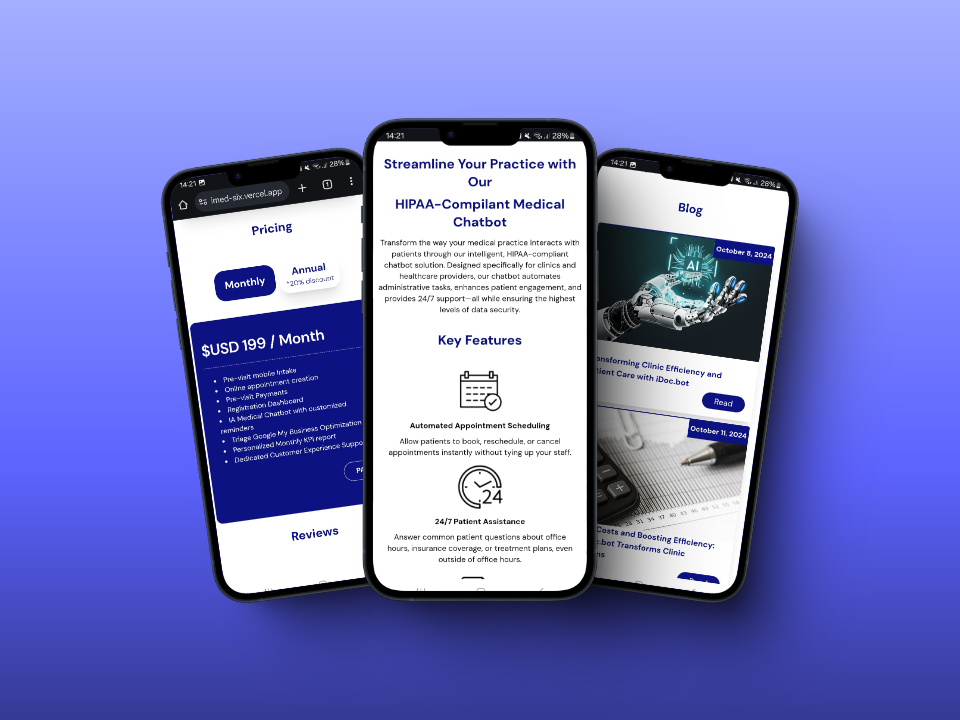 14:21
28%
imed-six.vercel.app
1
Pricing
Monthly
Annual
*20% discount
$USD 199 / Month
Pre-visit mobile Intake
Online appointment creation
Pre-visit Payments
Registration Dashboard
IA Medical Chatbot with customized
reminders
Triage Google My Business Optimization
Personalized Monthly KPI report
Dedicated Customer Experience Suppo
Reviews
14:21
28%
Streamline Your Practice with
Our
HIPAA-Compilant Medical
Chatbot
Transform the way your medical practice interacts with
patients through our intelligent, HIPAA-compliant
chatbot solution. Designed specifically for clinics and
healthcare providers, our chatbot automates
administrative tasks, enhances patient engagement, and
provides 24/7 support—all while ensuring the highest
levels of data security.
Key Features
Automated Appointment Scheduling
Allow patients to book, reschedule, or cancel
appointments instantly without tying up your staff.
24
24/7 Patient Assistance
Answer common patient questions about office
hours, insurance coverage, or treatment plans, even
outside of office hours.
14:21
28%
Blog
October 8, 2024
AI
ansforming Clinic Efficiency and
tient Care with iDoc.bot
Read
October 11, 2024
Costs and Boosting Efficiency:
c.bot Transforms Clinic
ns